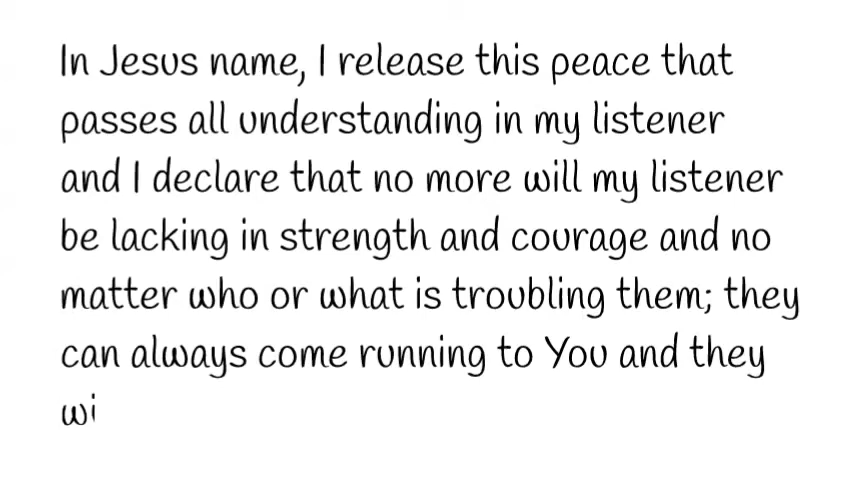 In Jesus name, I release this peace that
passes all understanding in my listener
and I declare that no more will my listener
be lacking in strength and courage and no
matter who or what is troubling them; they
can always come running to You and they
wi